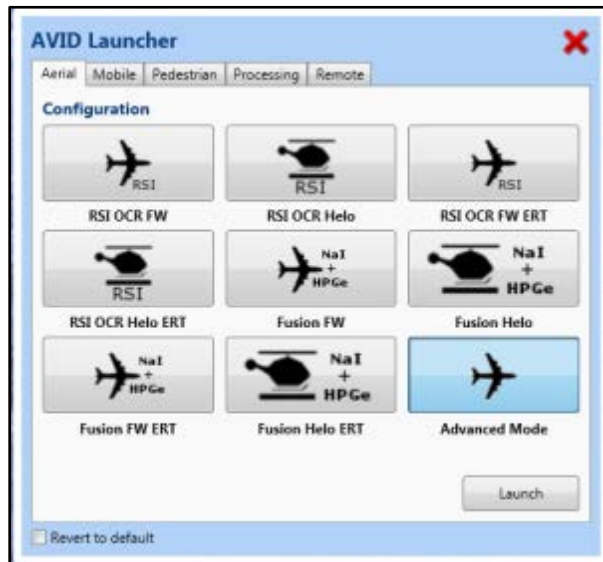 AVID Launcher
Aerial Mobile Pedestrian Processing Remote
Configuration
RSI RSI RSI
RSI OCR FW RSI OCR Helo RSI OCR FW ERT
RSI NaI + HPGe NaI + HPGe
RSI OCR Helo ERT Fusion FW Fusion Helo
NaI + HPGe NaI + HPGe
Fusion FW ERT Fusion Helo ERT Advanced Mode
Launch
Revert to default